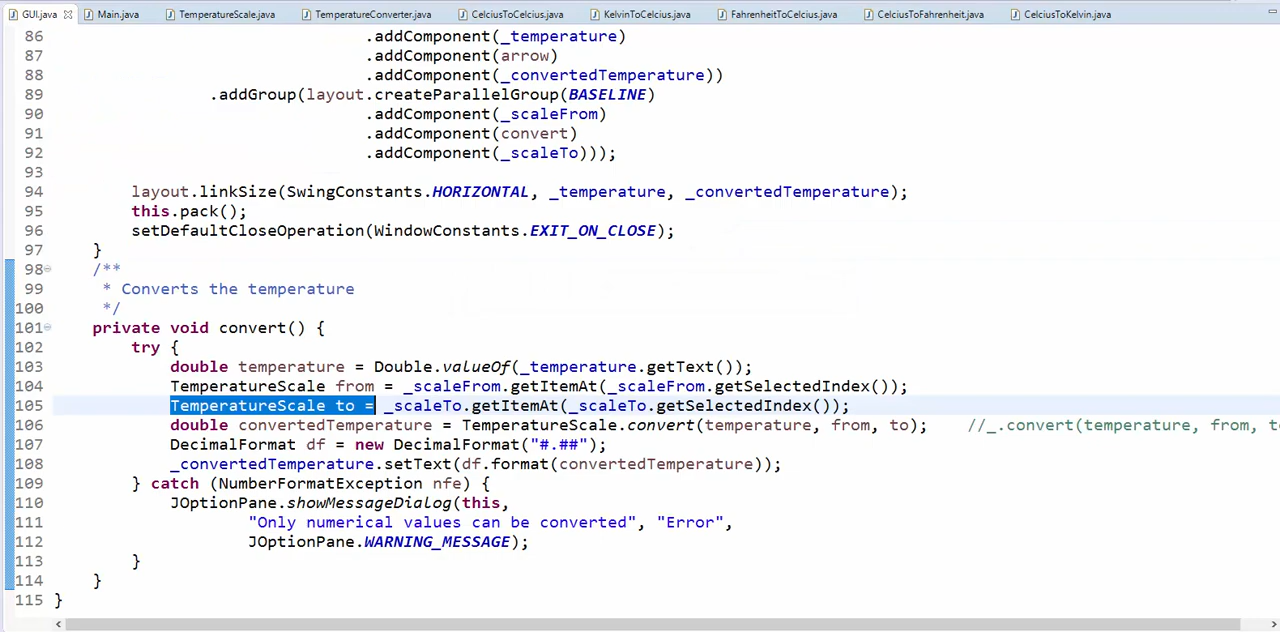 GUI.java Main.java TemperatureScale.java TemperatureConverter.java CelciusToCelcius.java KelvinToCelcius.java FahrenheitToCelcius.java CelciusToFahrenheit.java CelciusToKelvin.java
86 .addComponent(_temperature)
87 .addComponent(arrow)
88 .addComponent(_convertedTemperature))
89 .addGroup(layout.createParallelGroup(BASELINE)
90 .addComponent(_scaleFrom)
91 .addComponent(convert)
92 .addComponent(_scaleTo)));
93
94 layout.linkSize(SwingConstants.HORIZONTAL, _temperature, _convertedTemperature);
95 this.pack();
96 setDefaultCloseOperation(WindowConstants.EXIT_ON_CLOSE);
97 }
98 /**
99 * Converts the temperature
100 */
101 private void convert() {
102 try {
103 double temperature = Double.valueOf(_temperature.getText());
104 TemperatureScale from = _scaleFrom.getItemAt(_scaleFrom.getSelectedIndex());
105 TemperatureScale to = _scaleTo.getItemAt(_scaleTo.getSelectedIndex());
106 double convertedTemperature = TemperatureScale.convert(temperature, from, to); //_.convert(temperature, from, t
107 DecimalFormat df = new DecimalFormat("#.##");
108 _convertedTemperature.setText(df.format(convertedTemperature));
109 } catch (NumberFormatException nfe) {
110 JOptionPane.showMessageDialog(this,
111 "Only numerical values can be converted", "Error",
112 JOptionPane.WARNING_MESSAGE);
113 }
114 }
115 }